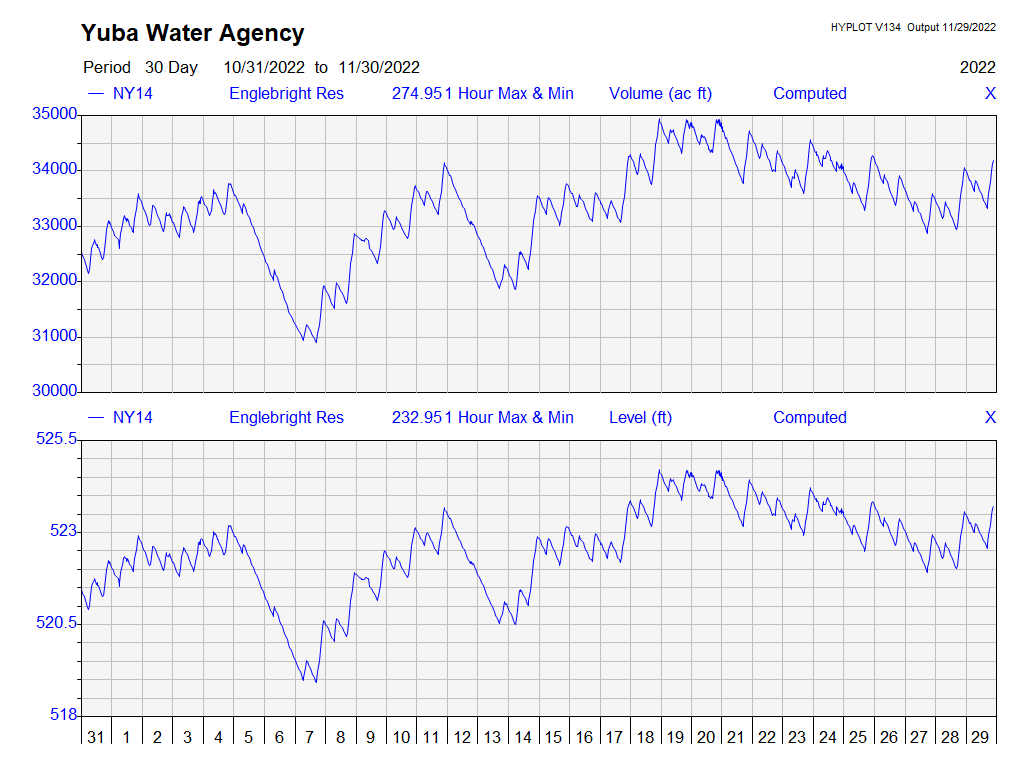 Yuba Water Agency
HYPLOT V134 Output 11/29/2022
Period 30 Day 10/31/2022 to 11/30/2022 2022
NY14 Englebright Res 274.951 Hour Max & Min Volume (ac ft) Computed X
35000
34000
33000
32000
31000
30000
NY14 Englebright Res 232.951 Hour Max & Min Level (ft) Computed X
525.5
523
520.5
518
31 1 2 3 4 5 6 7 8 9 10 11 12 13 14 15 16 17 18 19 20 21 22 23 24 25 26 27 28 29